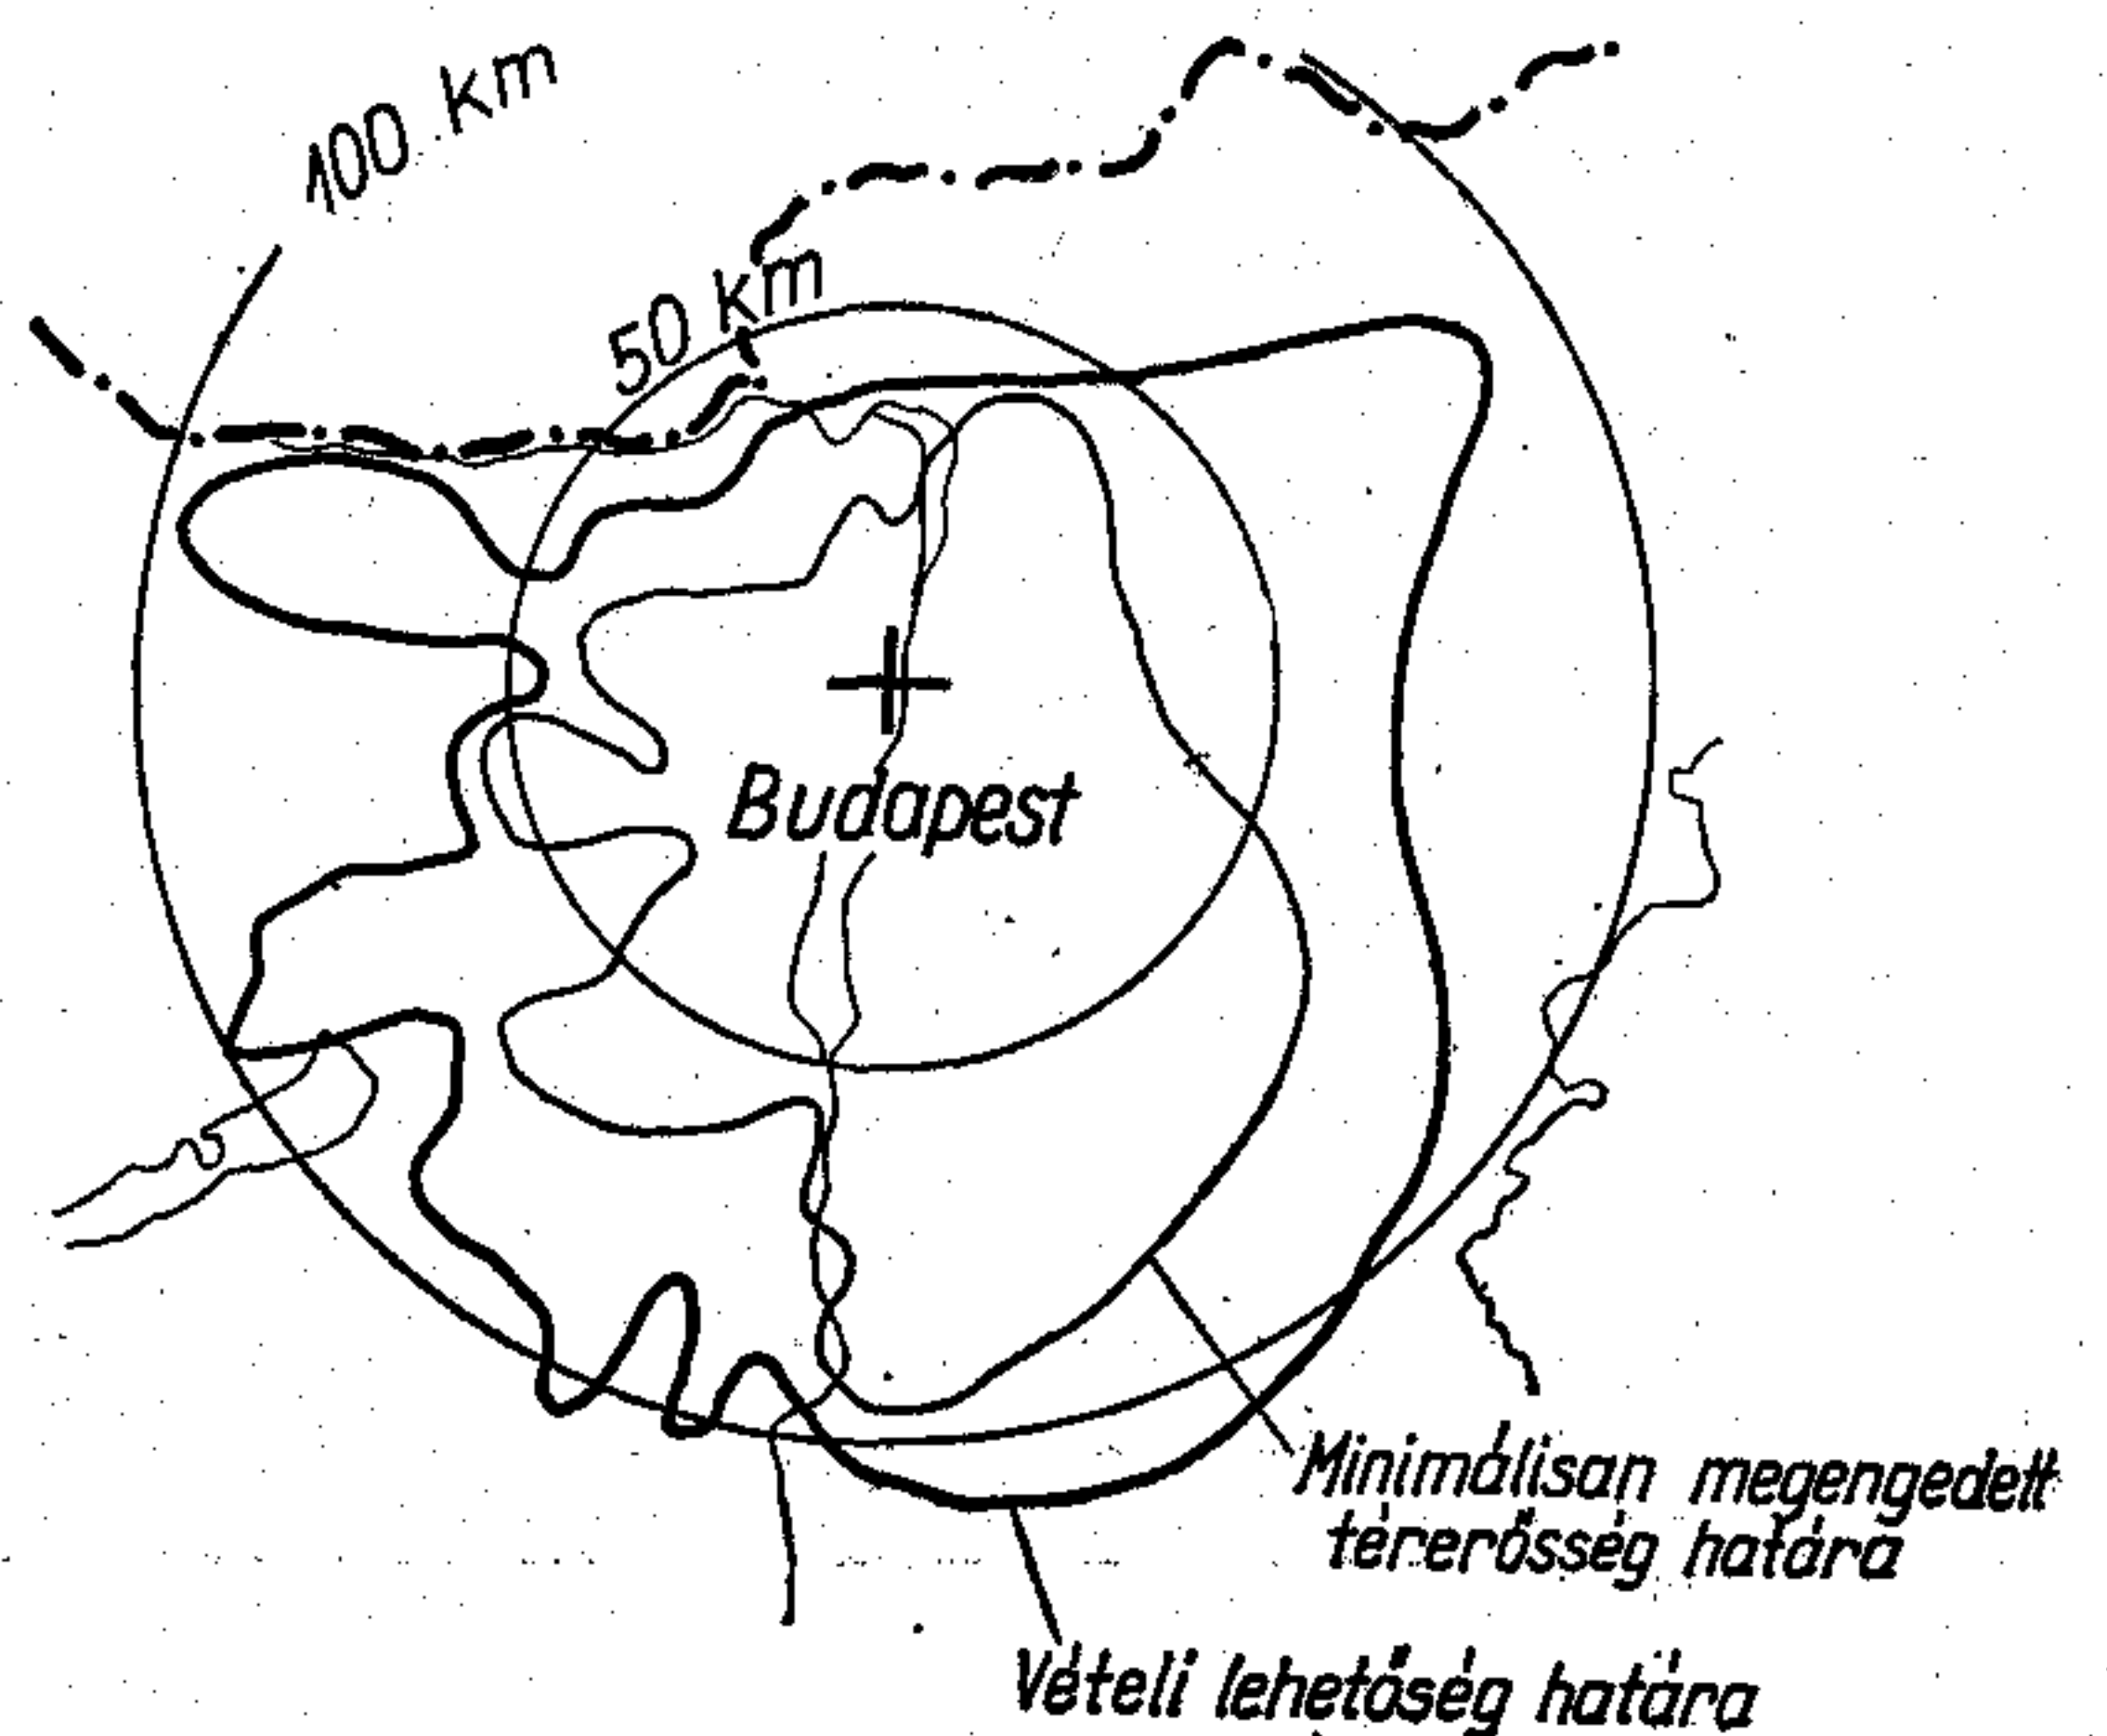 100 km
50 km
Budapest
Minimálisan megengedett
térerősség határa
Vételi lehetőség határa